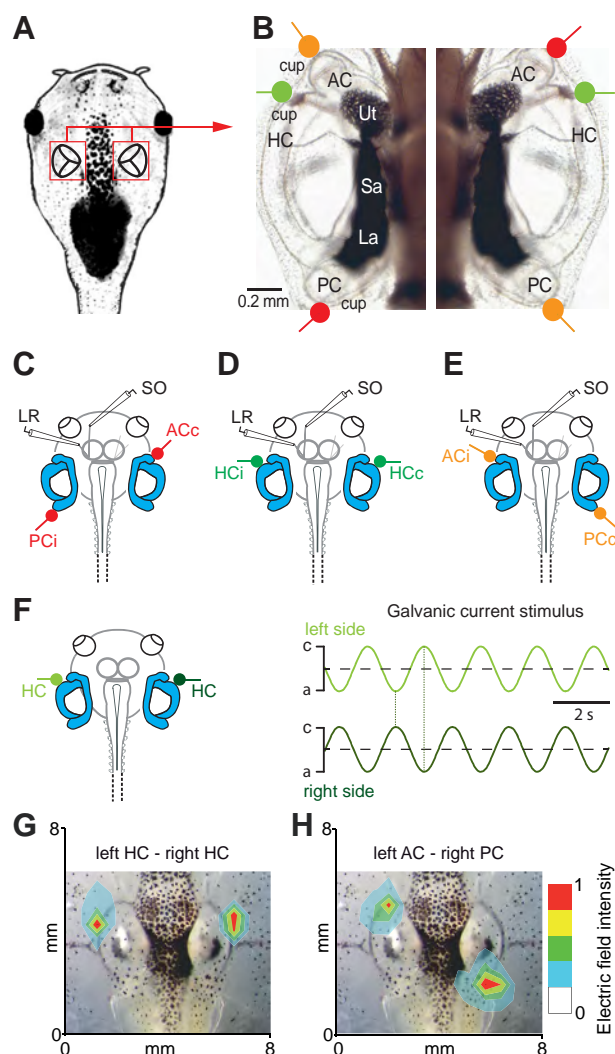 A
B
cup
AC
cup
Ut
HC
Sa
La
PC
cup
0.2 mm
AC
HC
PC
C
SO
LR
ACc
PCi
D
SO
LR
HCi
HCc
E
SO
LR
ACi
PCc
F
HC
HC
Galvanic current stimulus
left side
c
a
2 s
c
a
right side
G
8
left HC - right HC
mm
0
0
mm
8
H
8
left AC - right PC
mm
0
0
mm
8
1
0
Electric field intensity